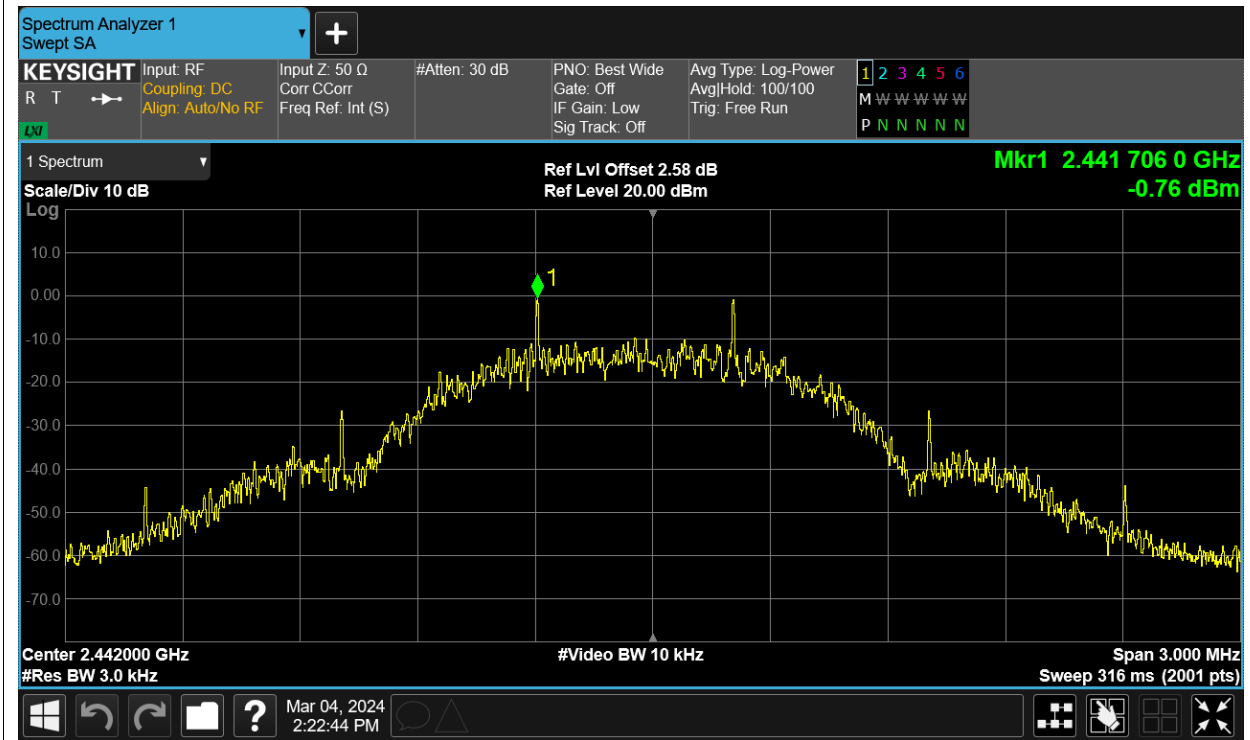 Spectrum Analyzer 1
Swept SA
KEYSIGHT
R T
LXI
Input: RF
Coupling: DC
Align: Auto/No RF
Input Z: 50 Ω
Corr CCorr
Freq Ref: Int (S)
#Atten: 30 dB
PNO: Best Wide
Gate: Off
IF Gain: Low
Sig Track: Off
Avg Type: Log-Power
Avg|Hold: 100/100
Trig: Free Run
1 2 3 4 5 6
M W W W W W
P N N N N N
1 Spectrum
Scale/Div 10 dB
Log
Ref Lvl Offset 2.58 dB
Ref Level 20.00 dBm
Mkr1 2.441 706 0 GHz
-0.76 dBm
10.0
0.00
-10.0
-20.0
-30.0
-40.0
-50.0
-60.0
-70.0
1
Center 2.442000 GHz
#Res BW 3.0 kHz
#Video BW 10 kHz
Span 3.000 MHz
Sweep 316 ms (2001 pts)
?
Mar 04, 2024
2:22:44 PM